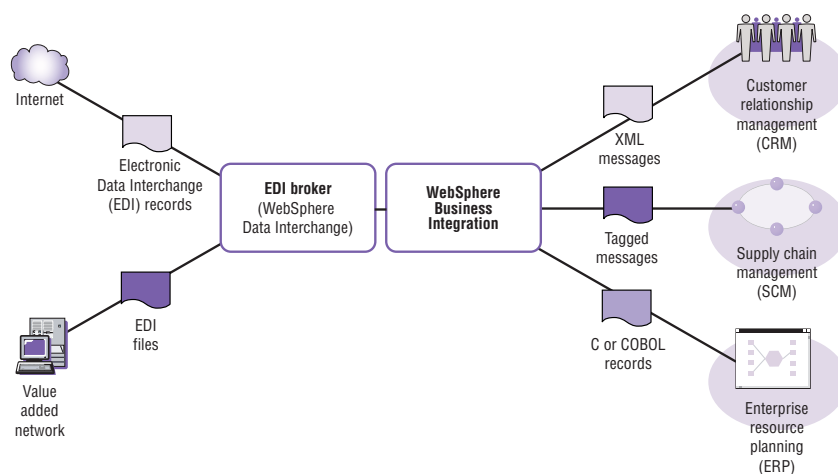 Internet
Electronic
Data Interchange
(EDI) records
EDI broker
(WebSphere
Data Interchange)
WebSphere
Business
Integration
EDI
files
Value
added
network
XML
messages
Customer
relationship
management
(CRM)
Tagged
messages
Supply chain
management
(SCM)
C or COBOL
records
Enterprise
resource
planning
(ERP)